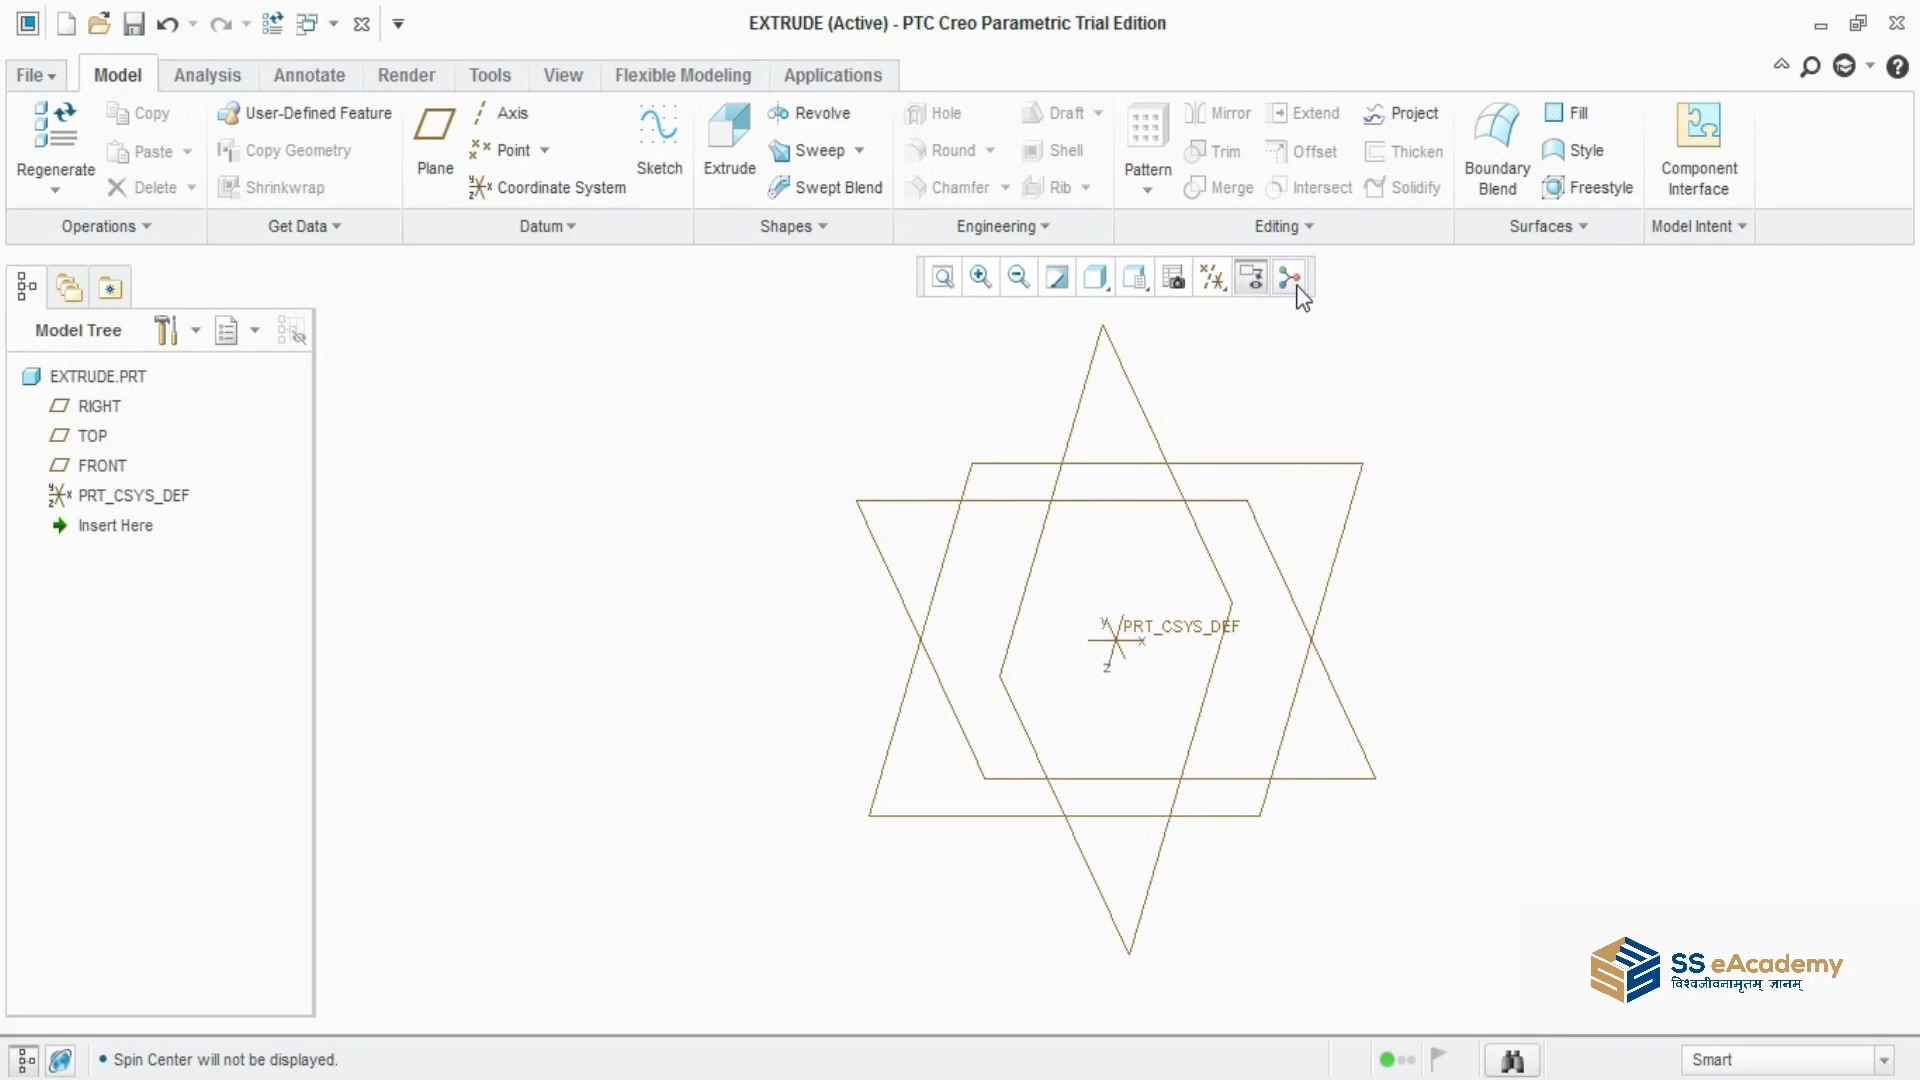 EXTRUDE (Active) - PTC Creo Parametric Trial Edition
File Model Analysis Annotate Render Tools View Flexible Modeling Applications
Regenerate
Copy
Paste
Delete
Operations
User-Defined Feature
Copy Geometry
Shrinkwrap
Get Data
Plane
Axis
Point
Coordinate System
Sketch
Datum
Extrude
Revolve
Sweep
Swept Blend
Shapes
Hole
Round
Chamfer
Draft
Shell
Rib
Engineering
Pattern
Mirror
Trim
Merge
Extend
Offset
Intersect
Project
Thicken
Solidify
Editing
Boundary
Blend
Fill
Style
Freestyle
Surfaces
Component
Interface
Model Intent
Model Tree
EXTRUDE.PRT
RIGHT
TOP
FRONT
PRT_CSYS_DEF
Insert Here
y
PRT_CSYS_DEF
x
z
SS eAcademy
विश्वजीवनामृतम् ज्ञानम्
Spin Center will not be displayed.
Smart